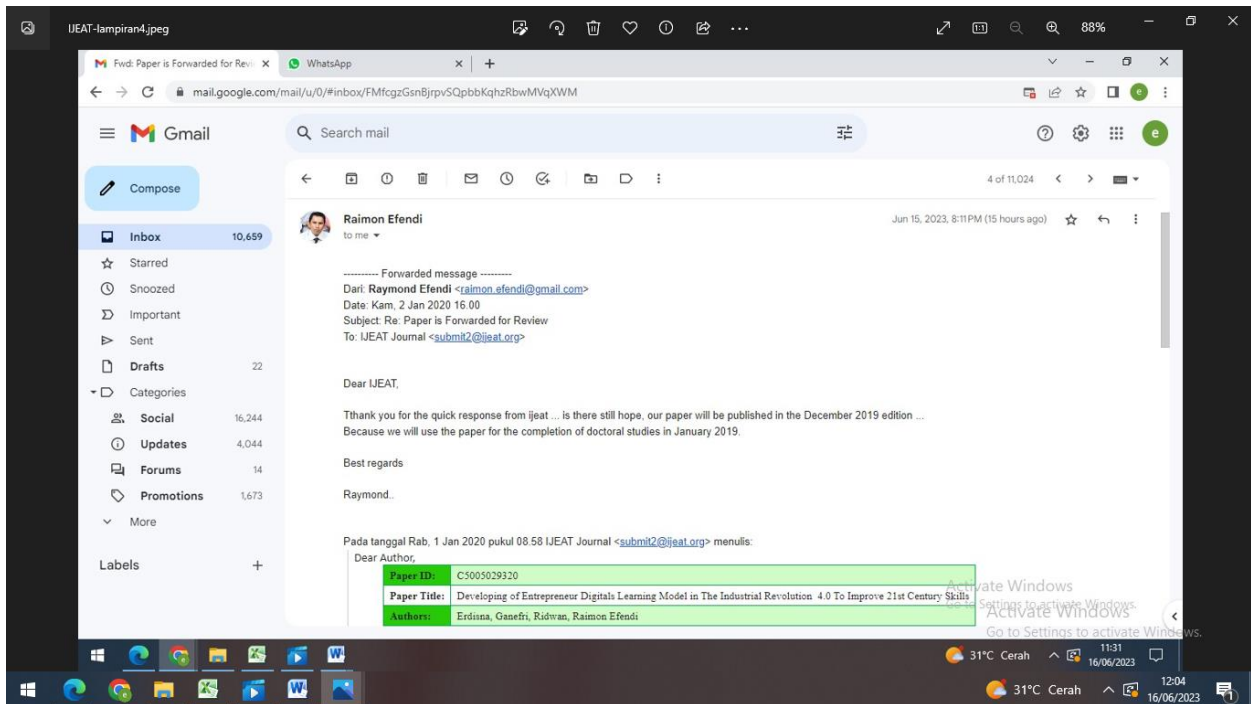 IJEAT-lampiran4.jpeg
88%
Fwd: Paper is Forwarded for Revi
WhatsApp
mail.google.com/mail/u/0/#inbox/FMfcgzGsnBjrpvSQpbbKqhzRbwMVqXWM
e
Gmail
Search mail
e
Compose
4 of 11,024
Inbox 10,659
Starred
Snoozed
Important
Sent
Drafts 22
Categories
Social 16,244
Updates 4,044
Forums 14
Promotions 1,673
More
Labels
Raimon Efendi
Jun 15, 2023, 8:11 PM (15 hours ago)
to me
---------- Forwarded message ---------
Dari: Raymond Efendi <raimon.efendi@gmail.com>
Date: Kam, 2 Jan 2020 16.00
Subject: Re: Paper is Forwarded for Review
To: IJEAT Journal <submit2@ijeat.org>
Dear IJEAT,
Tthank you for the quick response from ijeat ... is there still hope, our paper will be published in the December 2019 edition ...
Because we will use the paper for the completion of doctoral studies in January 2019.
Best regards
Raymond..
Pada tanggal Rab, 1 Jan 2020 pukul 08.58 IJEAT Journal <submit2@ijeat.org> menulis:
Dear Author,
Paper ID: C5005029320
Paper Title: Developing of Entrepreneur Digitals Learning Model in The Industrial Revolution 4.0 To Improve 21st Century Skills
Authors: Erdisna, Ganefri, Ridwan, Raimon Efendi
Activate Windows
Go to Settings to activate Windows.
Activate Windows
Go to Settings to activate Windows.
31°C Cerah
11:31
16/06/2023
31°C Cerah
12:04
16/06/2023
1